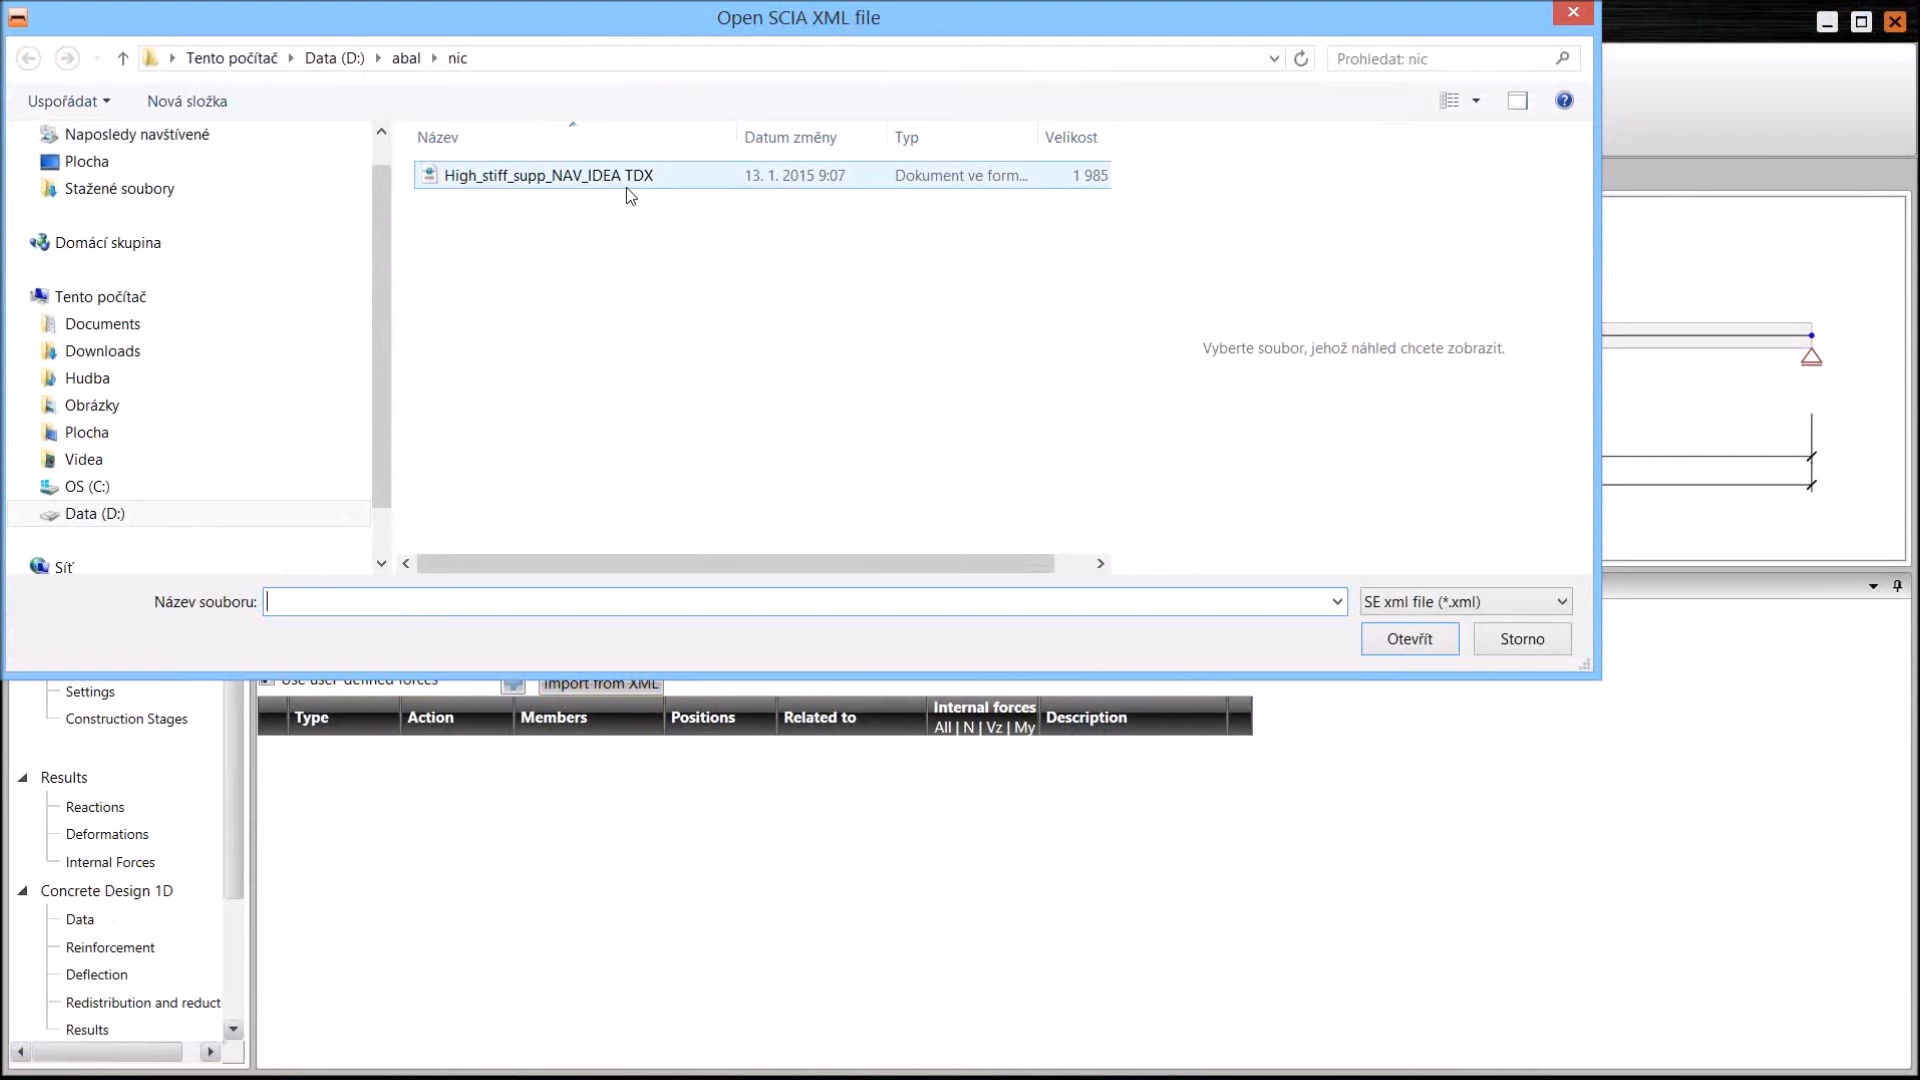 Open SCIA XML file
Tento počítač Data (D:) abal nic
Prohledat: nic
Uspořádat Nová složka
Naposledy navštívené
Plocha
Stažené soubory
Domácí skupina
Tento počítač
Documents
Downloads
Hudba
Obrázky
Plocha
Videa
OS (C:)
Data (D:)
Síť
Název Datum změny Typ Velikost
High_stiff_supp_NAV_IDEA TDX 13. 1. 2015 9:07 Dokument ve form... 1 985
Vyberte soubor, jehož náhled chcete zobrazit.
Název souboru: SE xml file (*.xml)
Otevřít Storno
Use user defined forces Import from XML
Settings
Construction Stages
Results
Reactions
Deformations
Internal Forces
Concrete Design 1D
Data
Reinforcement
Deflection
Redistribution and reduct
Results
Type Action Members Positions Related to Internal forces Description
All | N | Vz | My